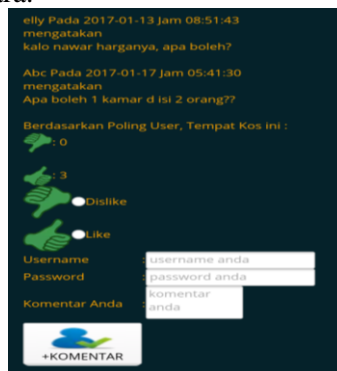 elly Pada 2017-01-13 Jam 08:51:43
mengatakan
kalo nawar harganya, apa boleh?
Abc Pada 2017-01-17 Jam 05:41:30
mengatakan
Apa boleh 1 kamar d isi 2 orang??
Berdasarkan Poling User, Tempat Kos ini :
: 0
: 3
Dislike
Like
Username : username anda
Password : password anda
Komentar Anda : komentar
anda
+KOMENTAR